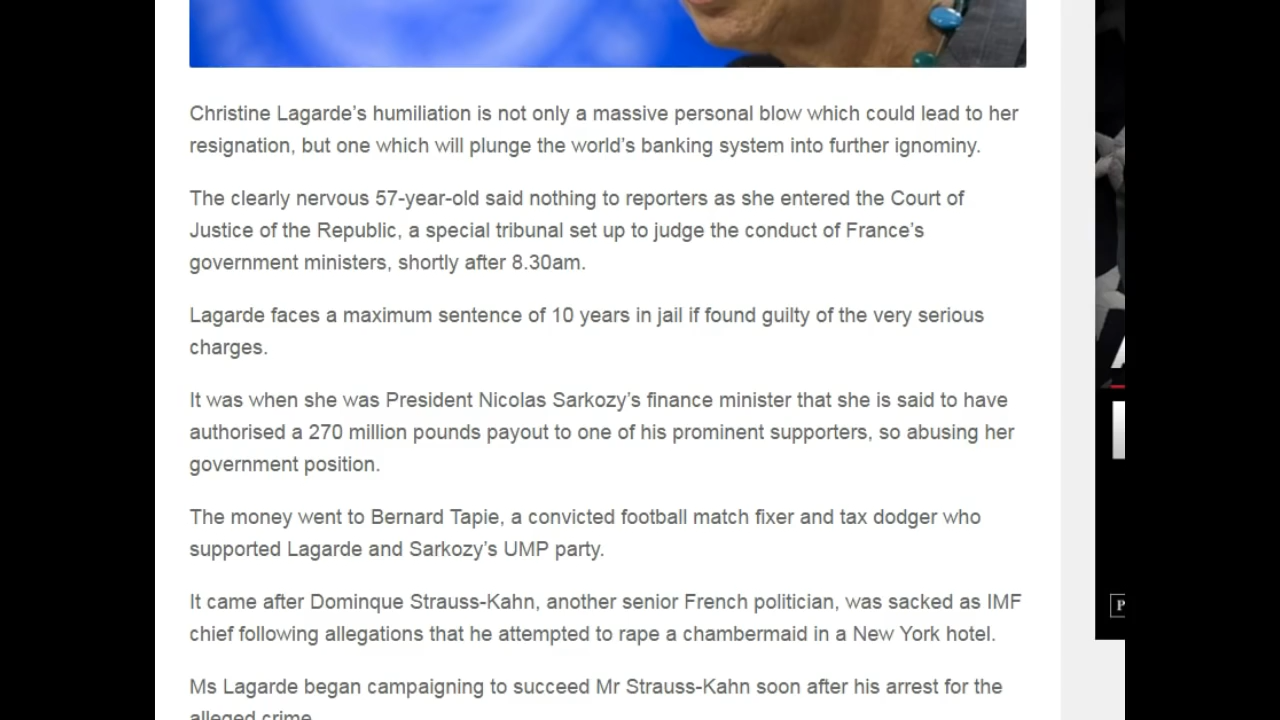 Christine Lagarde’s humiliation is not only a massive personal blow which could lead to her
resignation, but one which will plunge the world’s banking system into further ignominy.
The clearly nervous 57-year-old said nothing to reporters as she entered the Court of
Justice of the Republic, a special tribunal set up to judge the conduct of France’s
government ministers, shortly after 8.30am.
Lagarde faces a maximum sentence of 10 years in jail if found guilty of the very serious
charges.
It was when she was President Nicolas Sarkozy’s finance minister that she is said to have
authorised a 270 million pounds payout to one of his prominent supporters, so abusing her
government position.
The money went to Bernard Tapie, a convicted football match fixer and tax dodger who
supported Lagarde and Sarkozy’s UMP party.
It came after Dominque Strauss-Kahn, another senior French politician, was sacked as IMF
chief following allegations that he attempted to rape a chambermaid in a New York hotel.
Ms Lagarde began campaigning to succeed Mr Strauss-Kahn soon after his arrest for the
alleged crime.
P